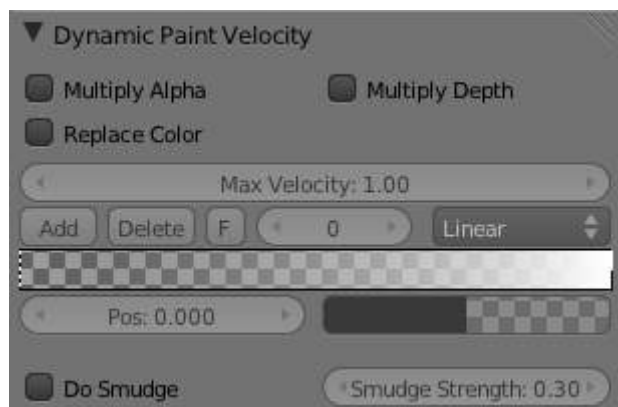 Dynamic Paint Velocity
Multiply Alpha Multiply Depth
Replace Color
Max Velocity: 1.00
Add Delete F 0 Linear
Pos: 0.000
Do Smudge Smudge Strength: 0.30